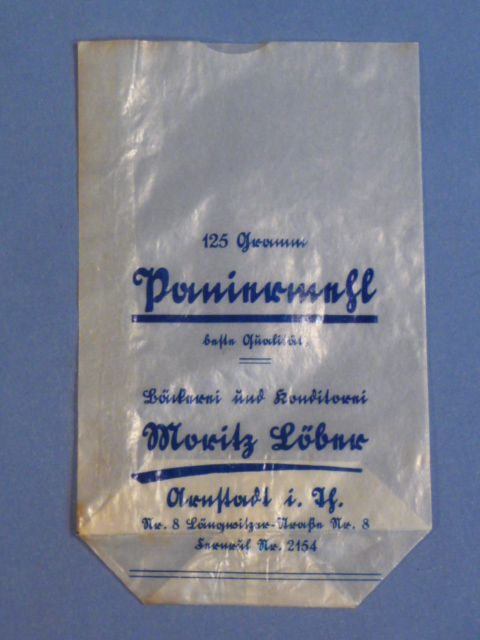 125 Gramm
Paniermehl
beste Qualität
Bäckerei und Konditorei
Moritz Löber
Arnstadt i. Th.
Nr. 8 Längwitzer-Straße Nr. 8
Fernruf Nr. 2154